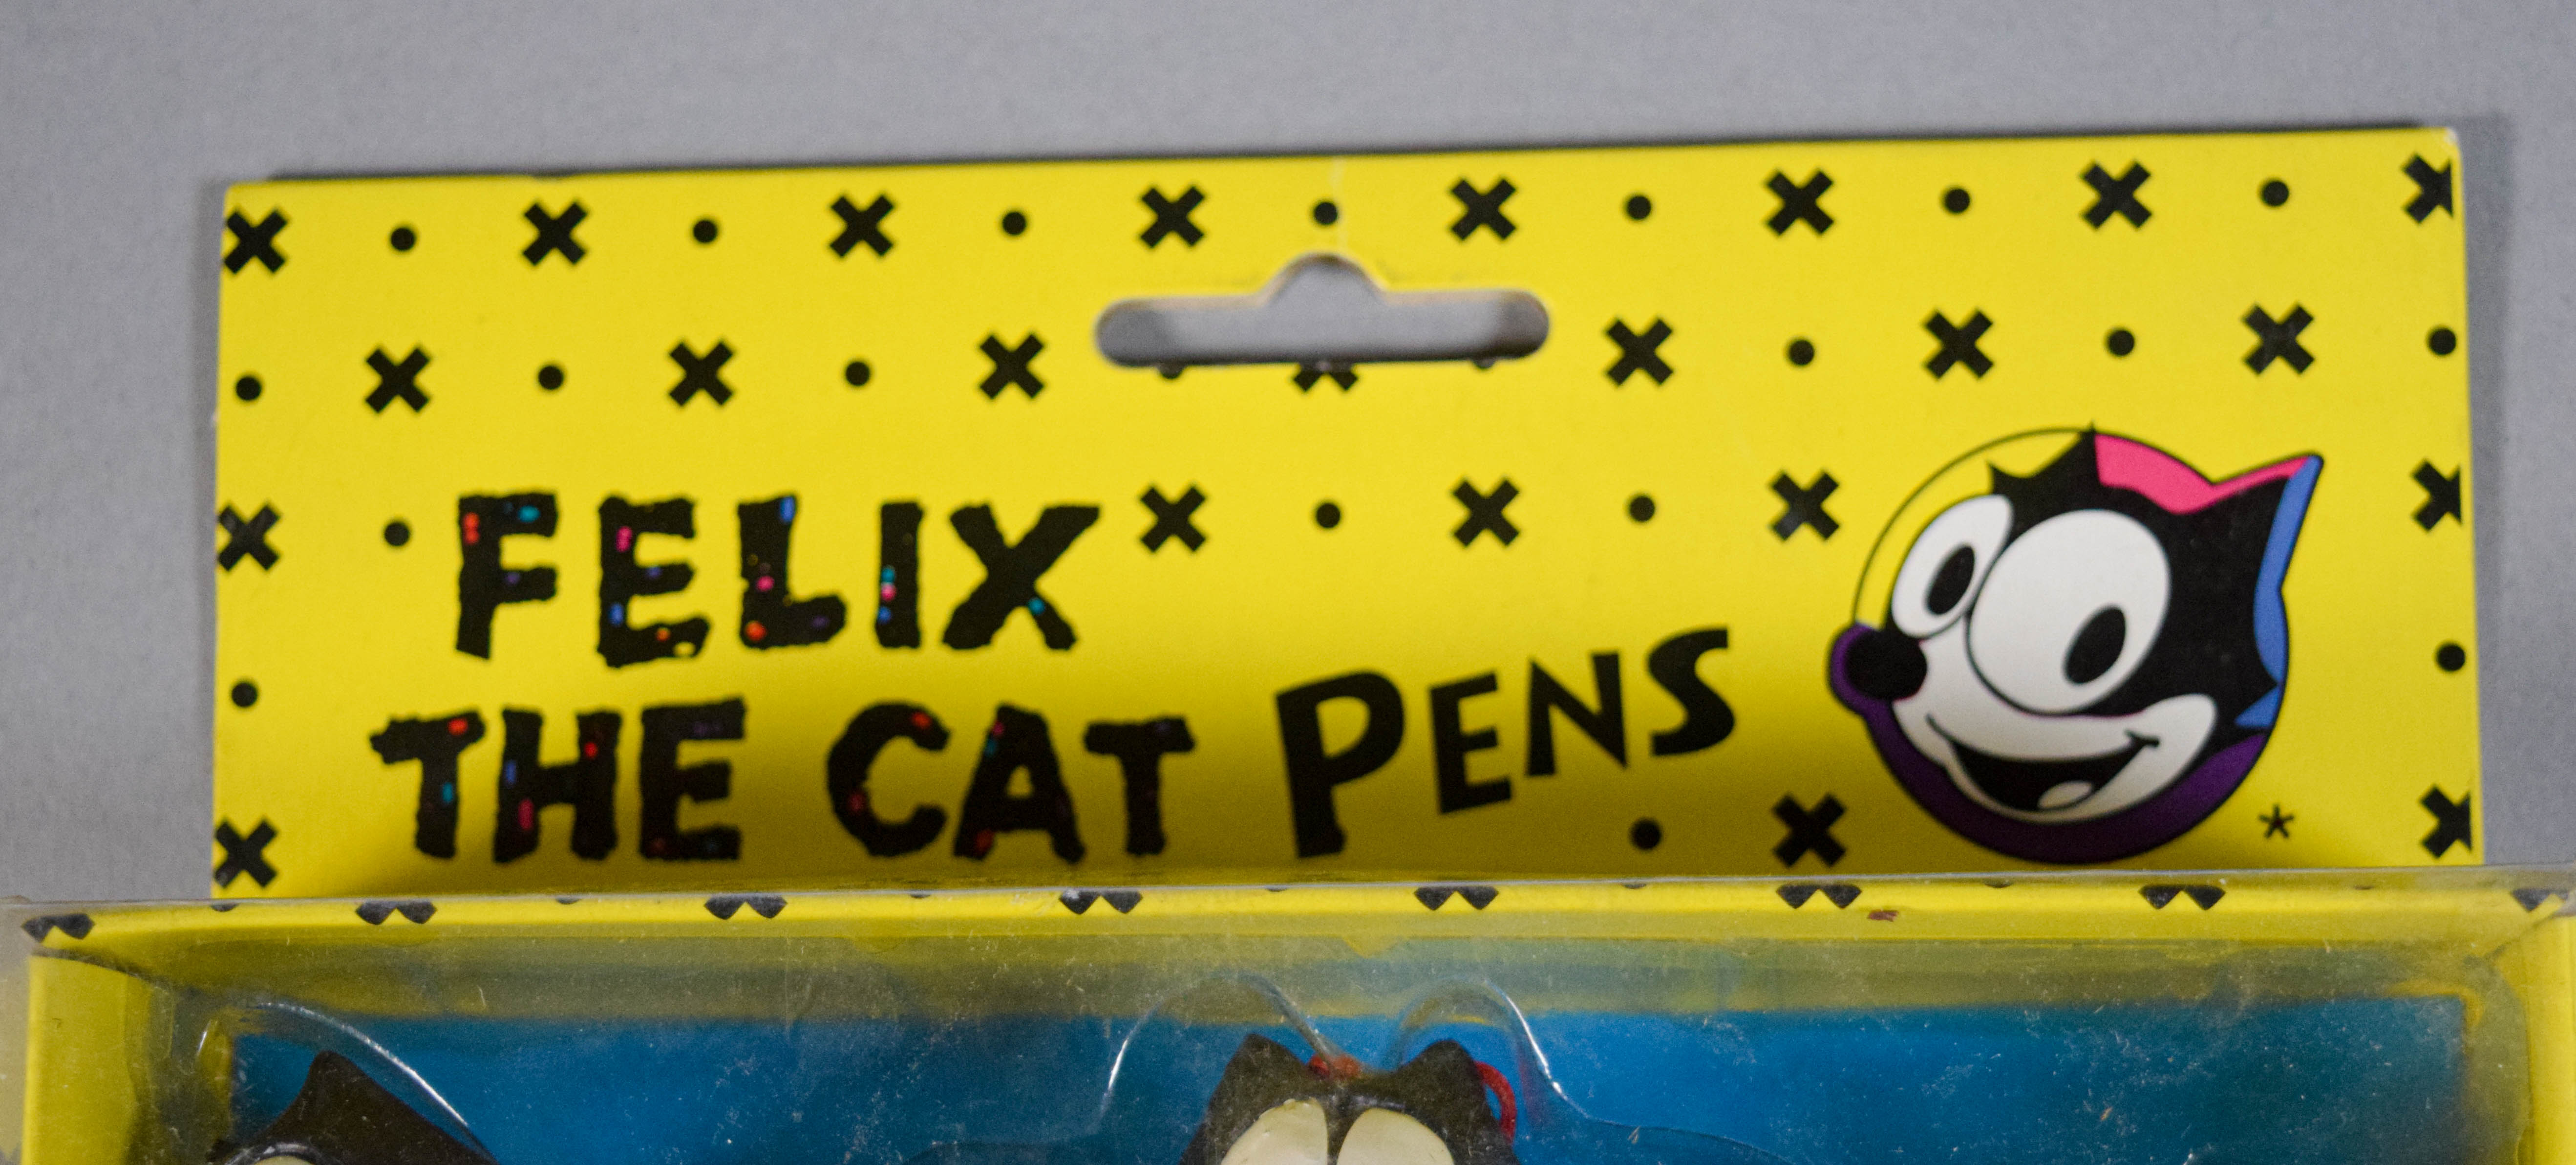 FELIX
THE CAT PENS
*